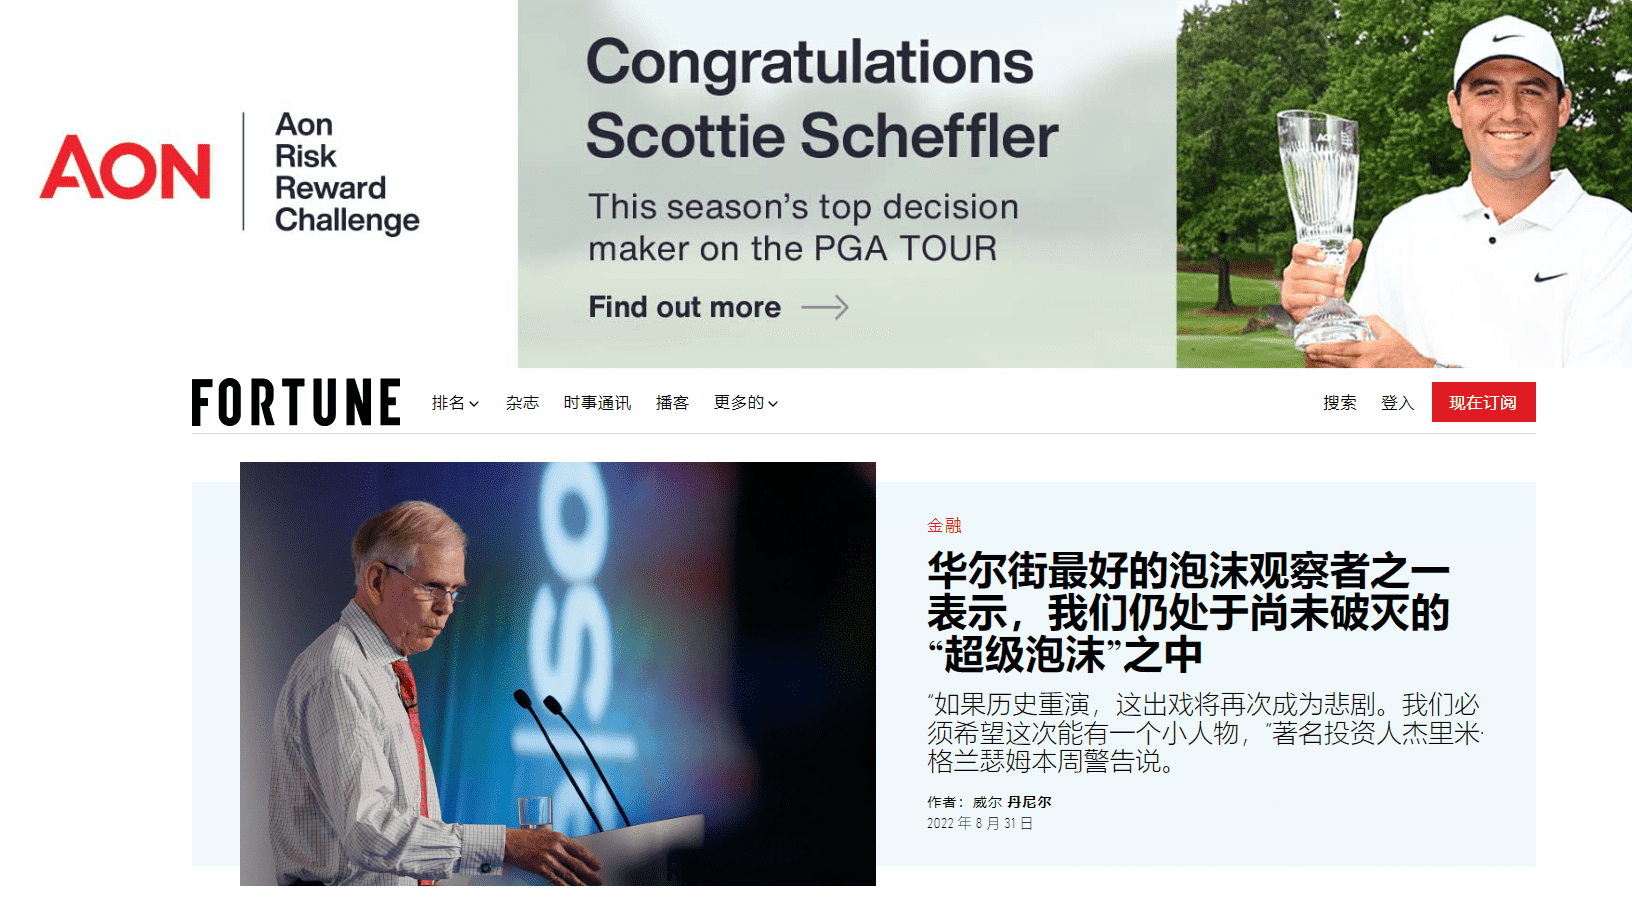 AON
Aon
Risk
Reward
Challenge
Congratulations
Scottie Scheffler
This season's top decision
maker on the PGA TOUR
Find out more
AON
FORTUNE 排名 杂志 时事通讯 播客 更多的 搜索 登入 现在订阅
金融
华尔街最好的泡沫观察者之一
表示，我们仍处于尚未破灭的
“超级泡沫”之中
“如果历史重演，这出戏将再次成为悲剧。我们必
须希望这次能有一个小人物，”著名投资人杰里米·
格兰瑟姆本周警告说。
作者：威尔 丹尼尔
2022 年 8 月 31 日